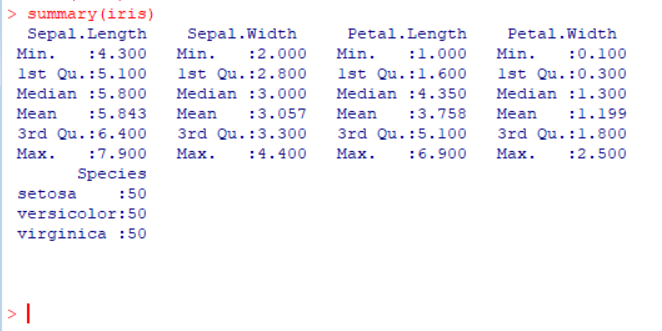 > summary(iris)
  Sepal.Length    Sepal.Width     Petal.Length    Petal.Width
 Min.   :4.300   Min.   :2.000   Min.   :1.000   Min.   :0.100
 1st Qu.:5.100   1st Qu.:2.800   1st Qu.:1.600   1st Qu.:0.300
 Median :5.800   Median :3.000   Median :4.350   Median :1.300
 Mean   :5.843   Mean   :3.057   Mean   :3.758   Mean   :1.199
 3rd Qu.:6.400   3rd Qu.:3.300   3rd Qu.:5.100   3rd Qu.:1.800
 Max.   :7.900   Max.   :4.400   Max.   :6.900   Max.   :2.500
       Species
 setosa    :50
 versicolor:50
 virginica :50
>